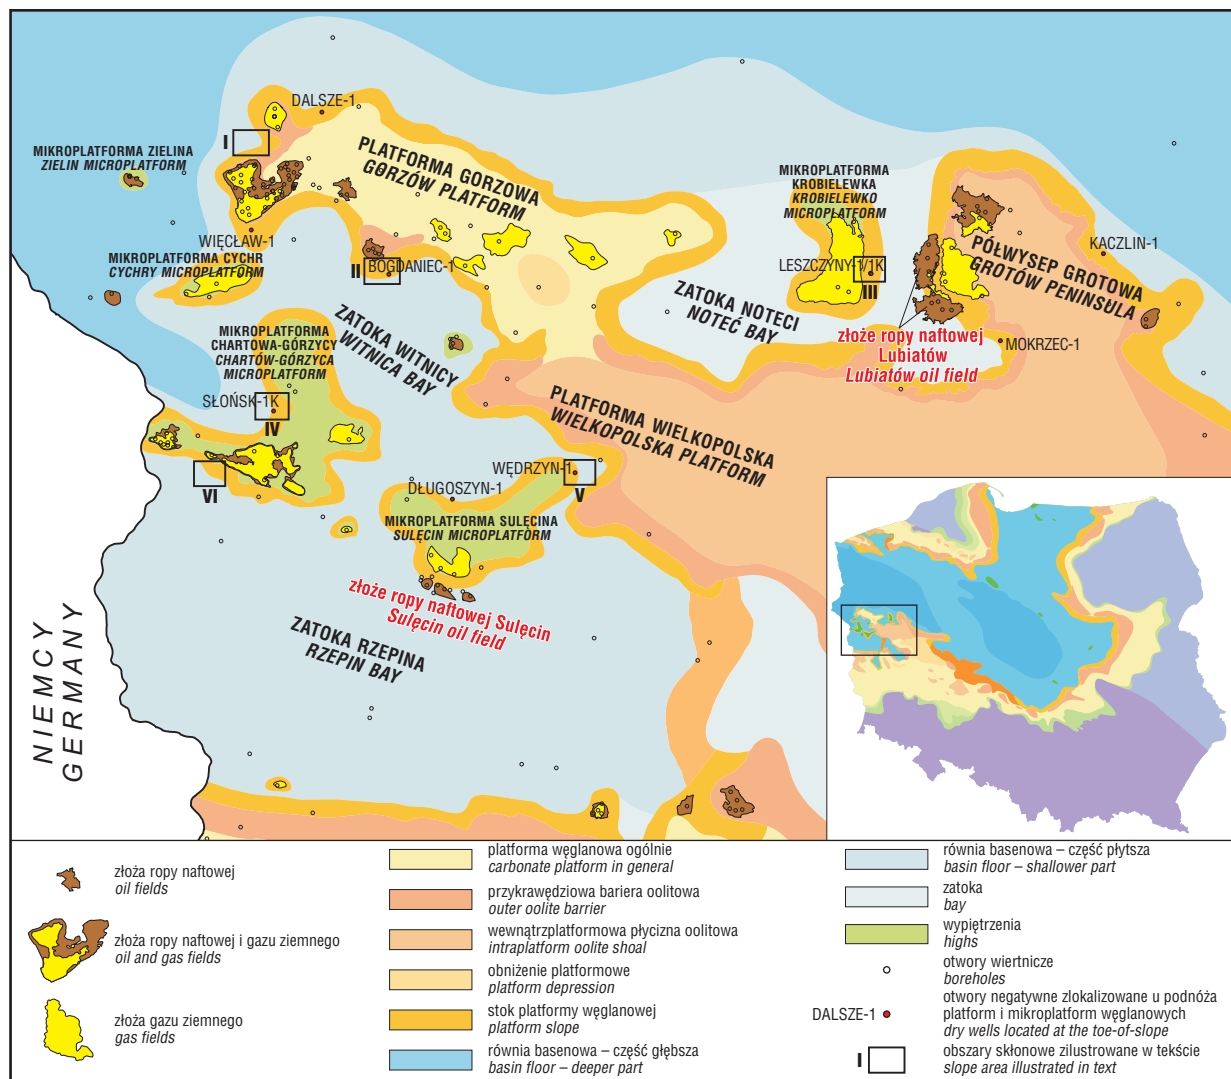 DALSZE-1
I
MIKROPLATFORMA ZIELINA
ZIELIN MICROPLATFORM
PLATFORMA GORZOWA
GORZÓW PLATFORM
MIKROPLATFORMA
KROBIELEWKA
KROBIELEWKO
MICROPLATFORM
WIĘCŁAW-1
MIKROPLATFORMA CYCHR
CYCHRY MICROPLATFORM
II
BOGDANIEC-1
LESZCZYNY-1/1K
III
KACZLIN-1
PÓŁWYSEP GROTOWA
GROTÓW PENINSULA
ZATOKA NOTECI
NOTEĆ BAY
złoże ropy naftowej
Lubiatów
Lubiatów oil field
MOKRZEC-1
ZATOKA WITNICY
WITNICA BAY
MIKROPLATFORMA
CHARTOWA-GÓRZYCY
CHARTÓW-GÓRZYCA
MICROPLATFORM
SŁOŃSK-1K
IV
VI
PLATFORMA WIELKOPOLSKA
WIELKOPOLSKA PLATFORM
WĘDRZYN-1
V
DŁUGOSZYN-1
MIKROPLATFORMA SULĘCINA
SULĘCIN MICROPLATFORM
złoże ropy naftowej Sulęcin
Sulęcin oil field
ZATOKA RZEPINA
RZEPIN BAY
NIEMCY
GERMANY
złoża ropy naftowej
oil fields
złoża ropy naftowej i gazu ziemnego
oil and gas fields
złoża gazu ziemnego
gas fields
platforma węglanowa ogólnie
carbonate platform in general
przykrawędziowa bariera oolitowa
outer oolite barrier
wewnątrzplatformowa płycizna oolitowa
intraplatform oolite shoal
obniżenie platformowe
platform depression
stok platformy węglanowej
platform slope
równia basenowa – część głębsza
basin floor – deeper part
równia basenowa – część płytsza
basin floor – shallower part
zatoka
bay
wypiętrzenia
highs
otwory wiertnicze
boreholes
DALSZE-1
otwory negatywne zlokalizowane u podnóża
platform i mikroplatform węglanowych
dry wells located at the toe-of-slope
I
obszary skłonowe zilustrowane w tekście
slope area illustrated in text